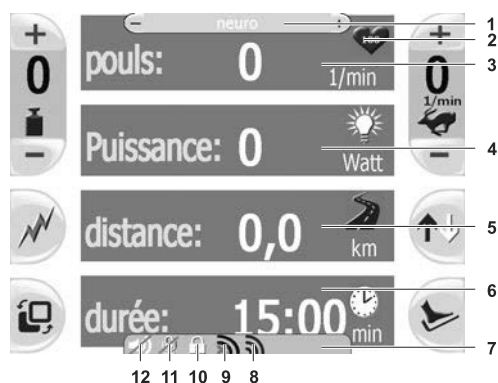 neuro
1
2
pouls: 0 1/min
3
0
0
1/min
Puissance: 0 Watt
4
distance: 0,0 km
5
6
durée: 15:00 min
7
12 11 10 9 8